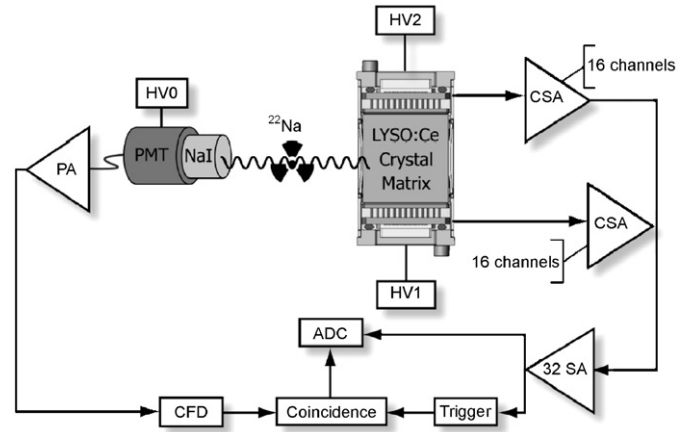 HV2
16 channels
CSA
HV0
22Na
LYSO:Ce
Crystal
Matrix
PMT
NaI
PA
CSA
16 channels
HV1
ADC
32 SA
CFD
Coincidence
Trigger